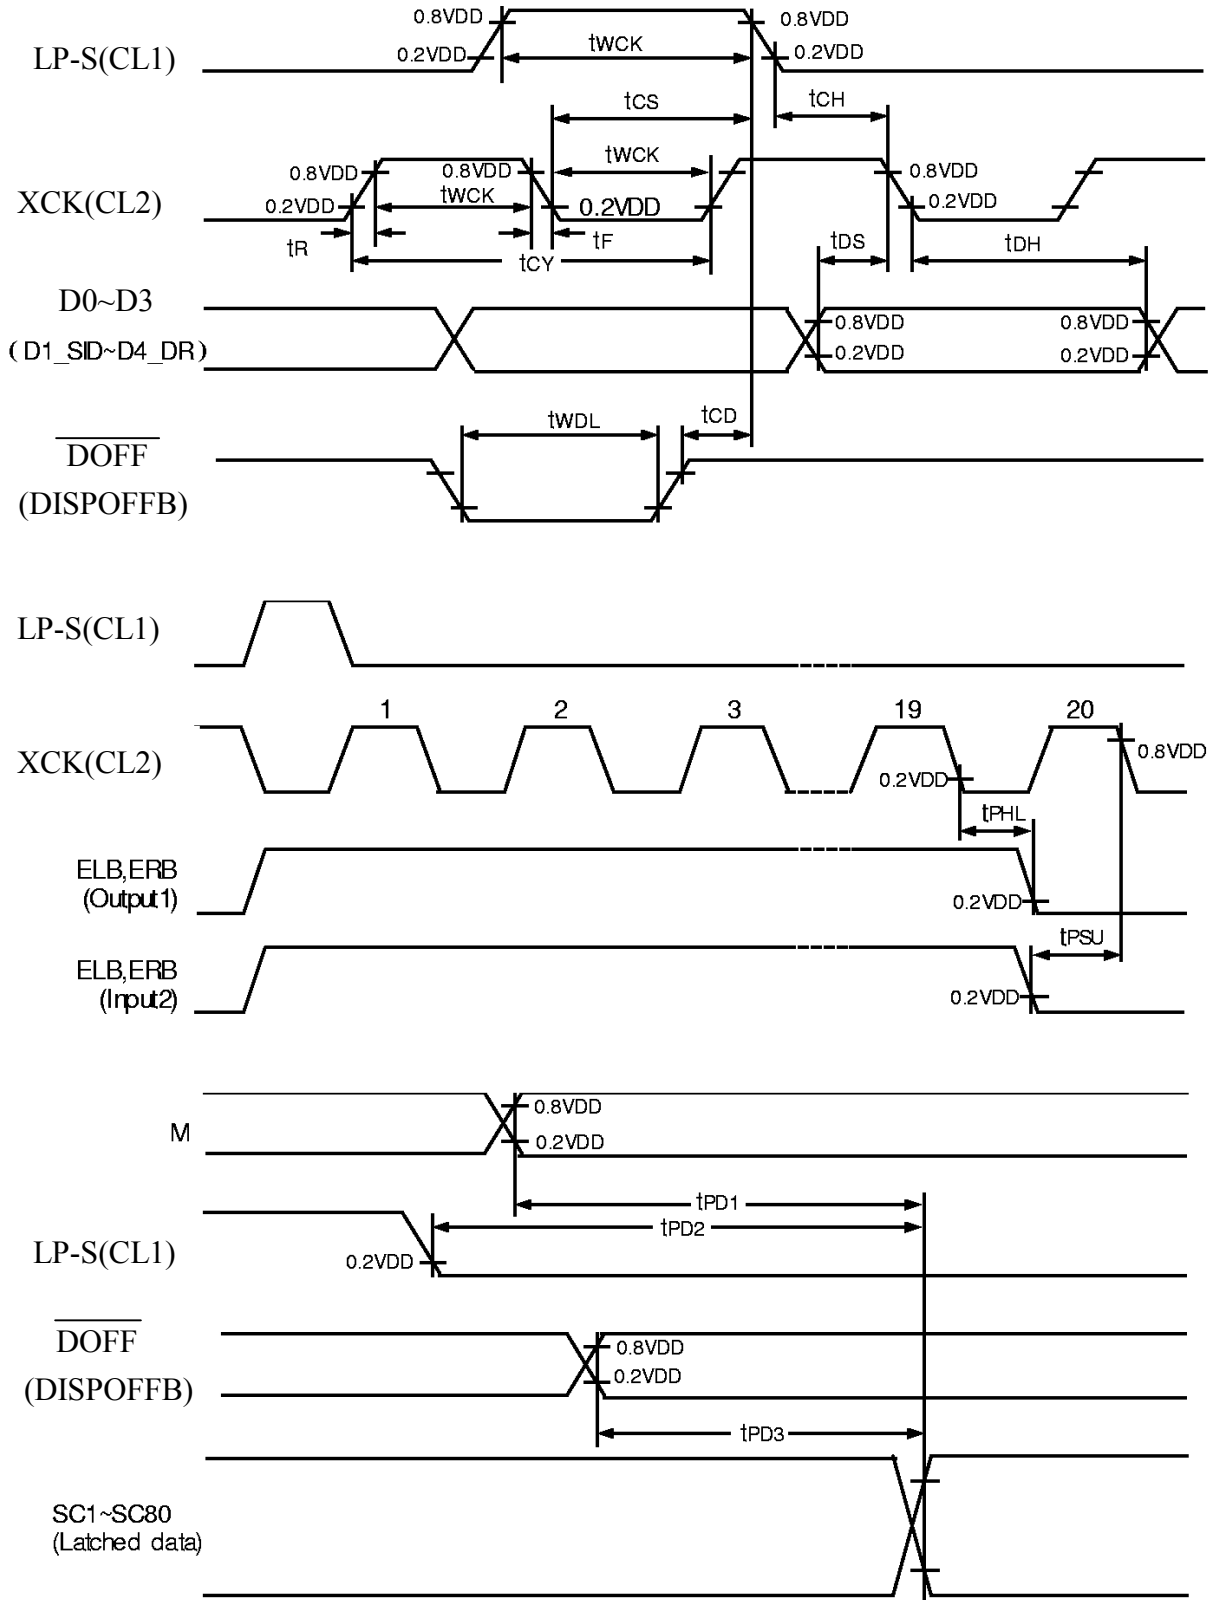 0.8VDD 0.8VDD
LP-S(CL1) 0.2VDD tWCK 0.2VDD
tCS tCH
0.8VDD 0.8VDD tWCK 0.8VDD
XCK(CL2) 0.2VDD tWCK 0.2VDD 0.2VDD
tR tF tDS tDH
tCY
D0~D3
0.8VDD 0.8VDD
(D1_SID~D4_DR) 0.2VDD 0.2VDD
tWDL tCD
DOFF
(DISPOFFB)
LP-S(CL1)
1 2 3 19 20
XCK(CL2) 0.2VDD 0.8VDD
tPHL
ELB,ERB
(Output1) 0.2VDD
tPSU
ELB,ERB
(Input2) 0.2VDD
0.8VDD
M 0.2VDD
tPD1
tPD2
LP-S(CL1) 0.2VDD
DOFF 0.8VDD
(DISPOFFB) 0.2VDD
tPD3
SC1~SC80
(Latched data)